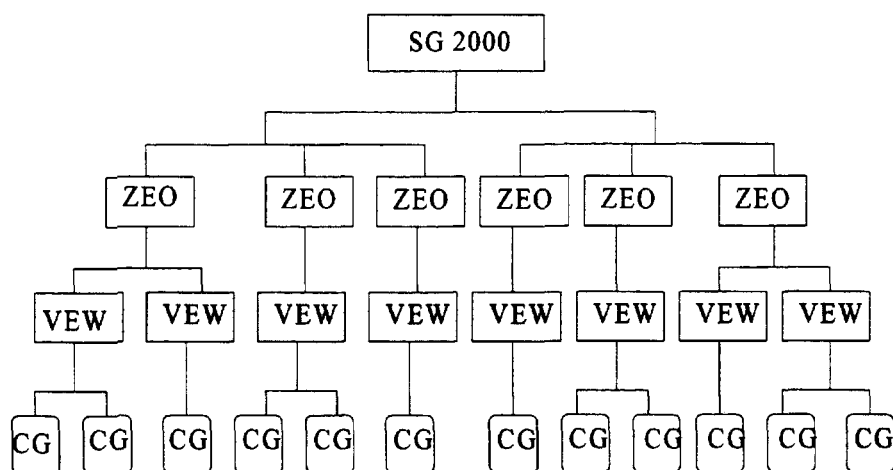 SG 2000
ZEO ZEO ZEO ZEO ZEO ZEO
VEW VEW VEW VEW VEW VEW VEW VEW
CG CG CG CG CG CG CG CG CG CG CG CG